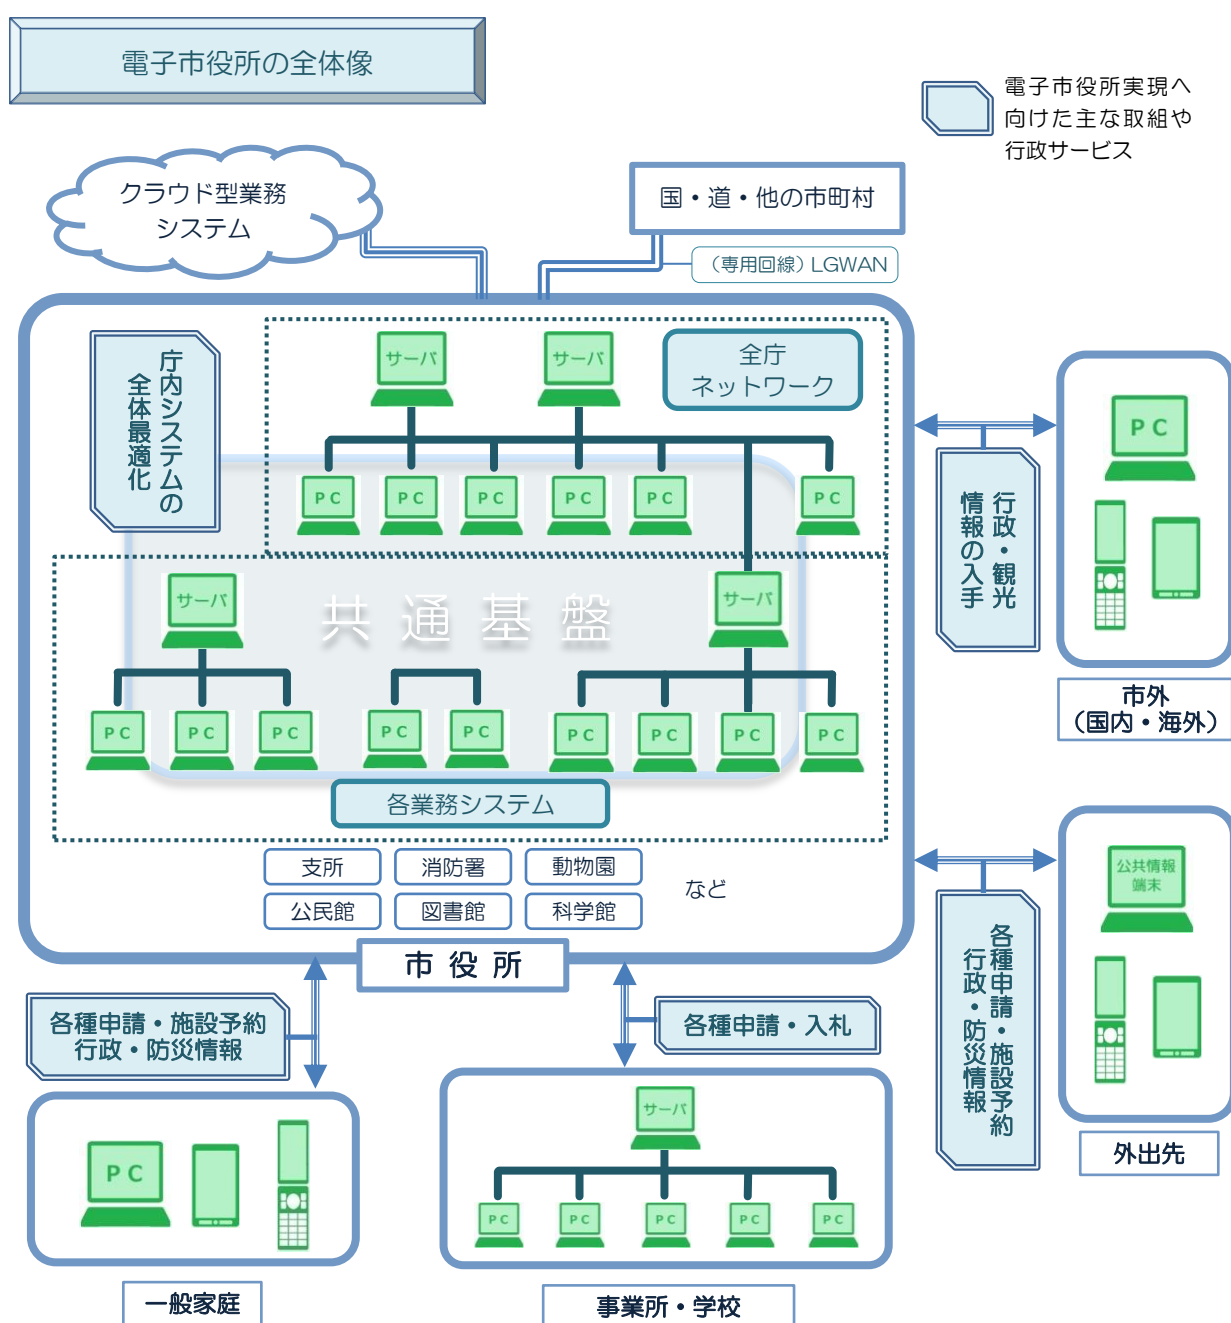 電子市役所の全体像
電子市役所実現へ
向けた主な取組や
行政サービス
クラウド型業務
システム
国・道・他の市町村
（専用回線）LGWAN
庁内システムの
全体最適化
サーバ
サーバ
全庁
ネットワーク
PC
PC
PC
PC
PC
PC
サーバ
共通基盤
サーバ
PC
PC
PC
PC
PC
PC
PC
PC
PC
各業務システム
支所
消防署
動物園
公民館
図書館
科学館
など
市役所
PC
行政・観光
情報の入手
市外
（国内・海外）
公共情報
端末
各種申請・施設予約
行政・防災情報
外出先
各種申請・施設予約
行政・防災情報
各種申請・入札
PC
一般家庭
サーバ
PC
PC
PC
PC
PC
事業所・学校